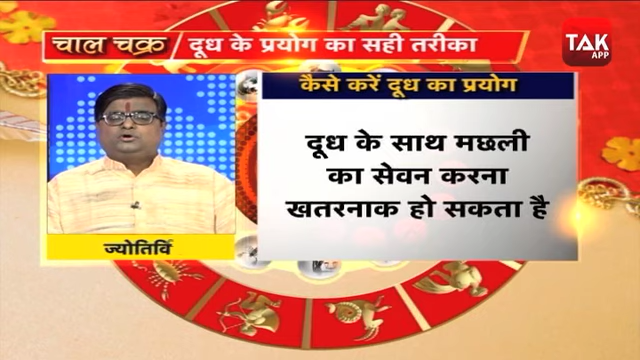 चाल चक्र
दूध के प्रयोग का सही तरीका
TAK
APP
कैसे करें दूध का प्रयोग
दूध के साथ मछली
का सेवन करना
खतरनाक हो सकता है
ज्योतिर्वि